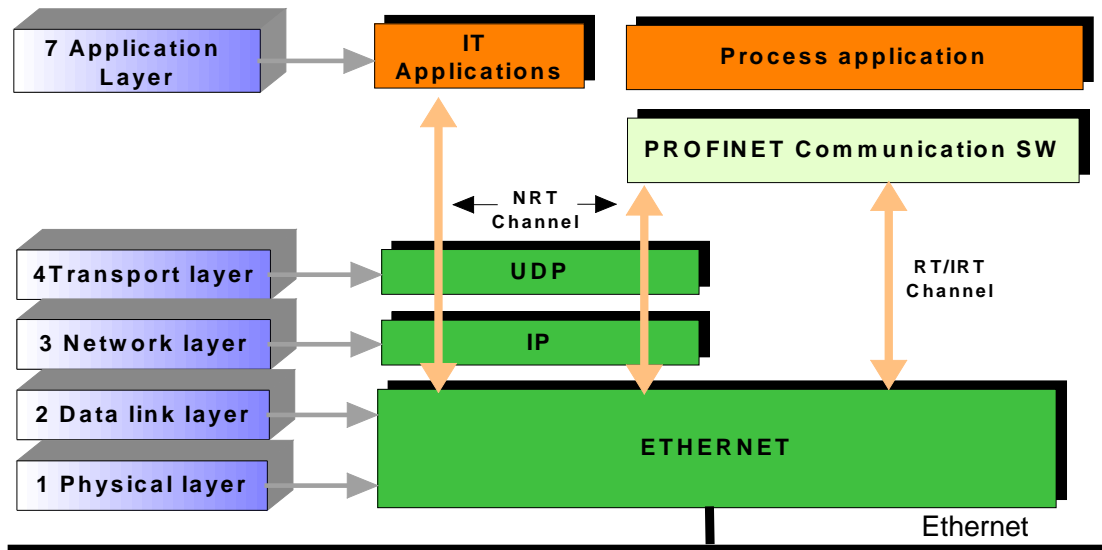 7 Application
Layer
IT
Applications
Process application
PROFINET Communication SW
NRT
Channel
4Transport layer
UDP
RT/IRT
Channel
3 Network layer
IP
2 Data link layer
ETHERNET
1 Physical layer
Ethernet